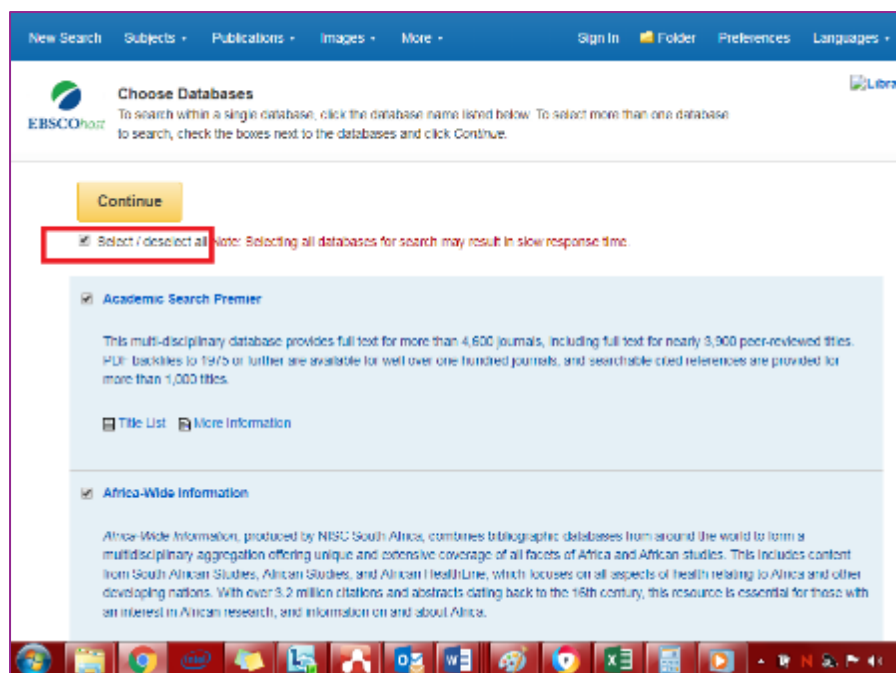 New Search Subjects Publications Images More Sign In Folder Preferences Languages
Libra
Choose Databases
To search within a single database, click the database name listed below. To select more than one database
to search, check the boxes next to the databases and click Continue.
EBSCOhost
Continue
Select / deselect all Note: Selecting all databases for search may result in slow response time.
Academic Search Premier
This multi-disciplinary database provides full text for more than 4,600 journals, including full text for nearly 3,900 peer-reviewed titles.
PDF backfiles to 1975 or further are available for well over one hundred journals, and searchable cited references are provided for
more than 1,000 titles.
Title List More Information
Africa-Wide Information
Africa-Wide Information, produced by NISC South Africa, combines bibliographic databases from around the world to form a
multidisciplinary aggregation offering unique and extensive coverage of all facets of Africa and African studies. This includes content
from South African Studies, African Studies, and African HealthLine, which focuses on all aspects of health relating to Africa and other
developing nations. With over 3.2 million citations and abstracts dating back to the 16th century, this resource is essential for those with
an interest in African research, and information on and about Africa.